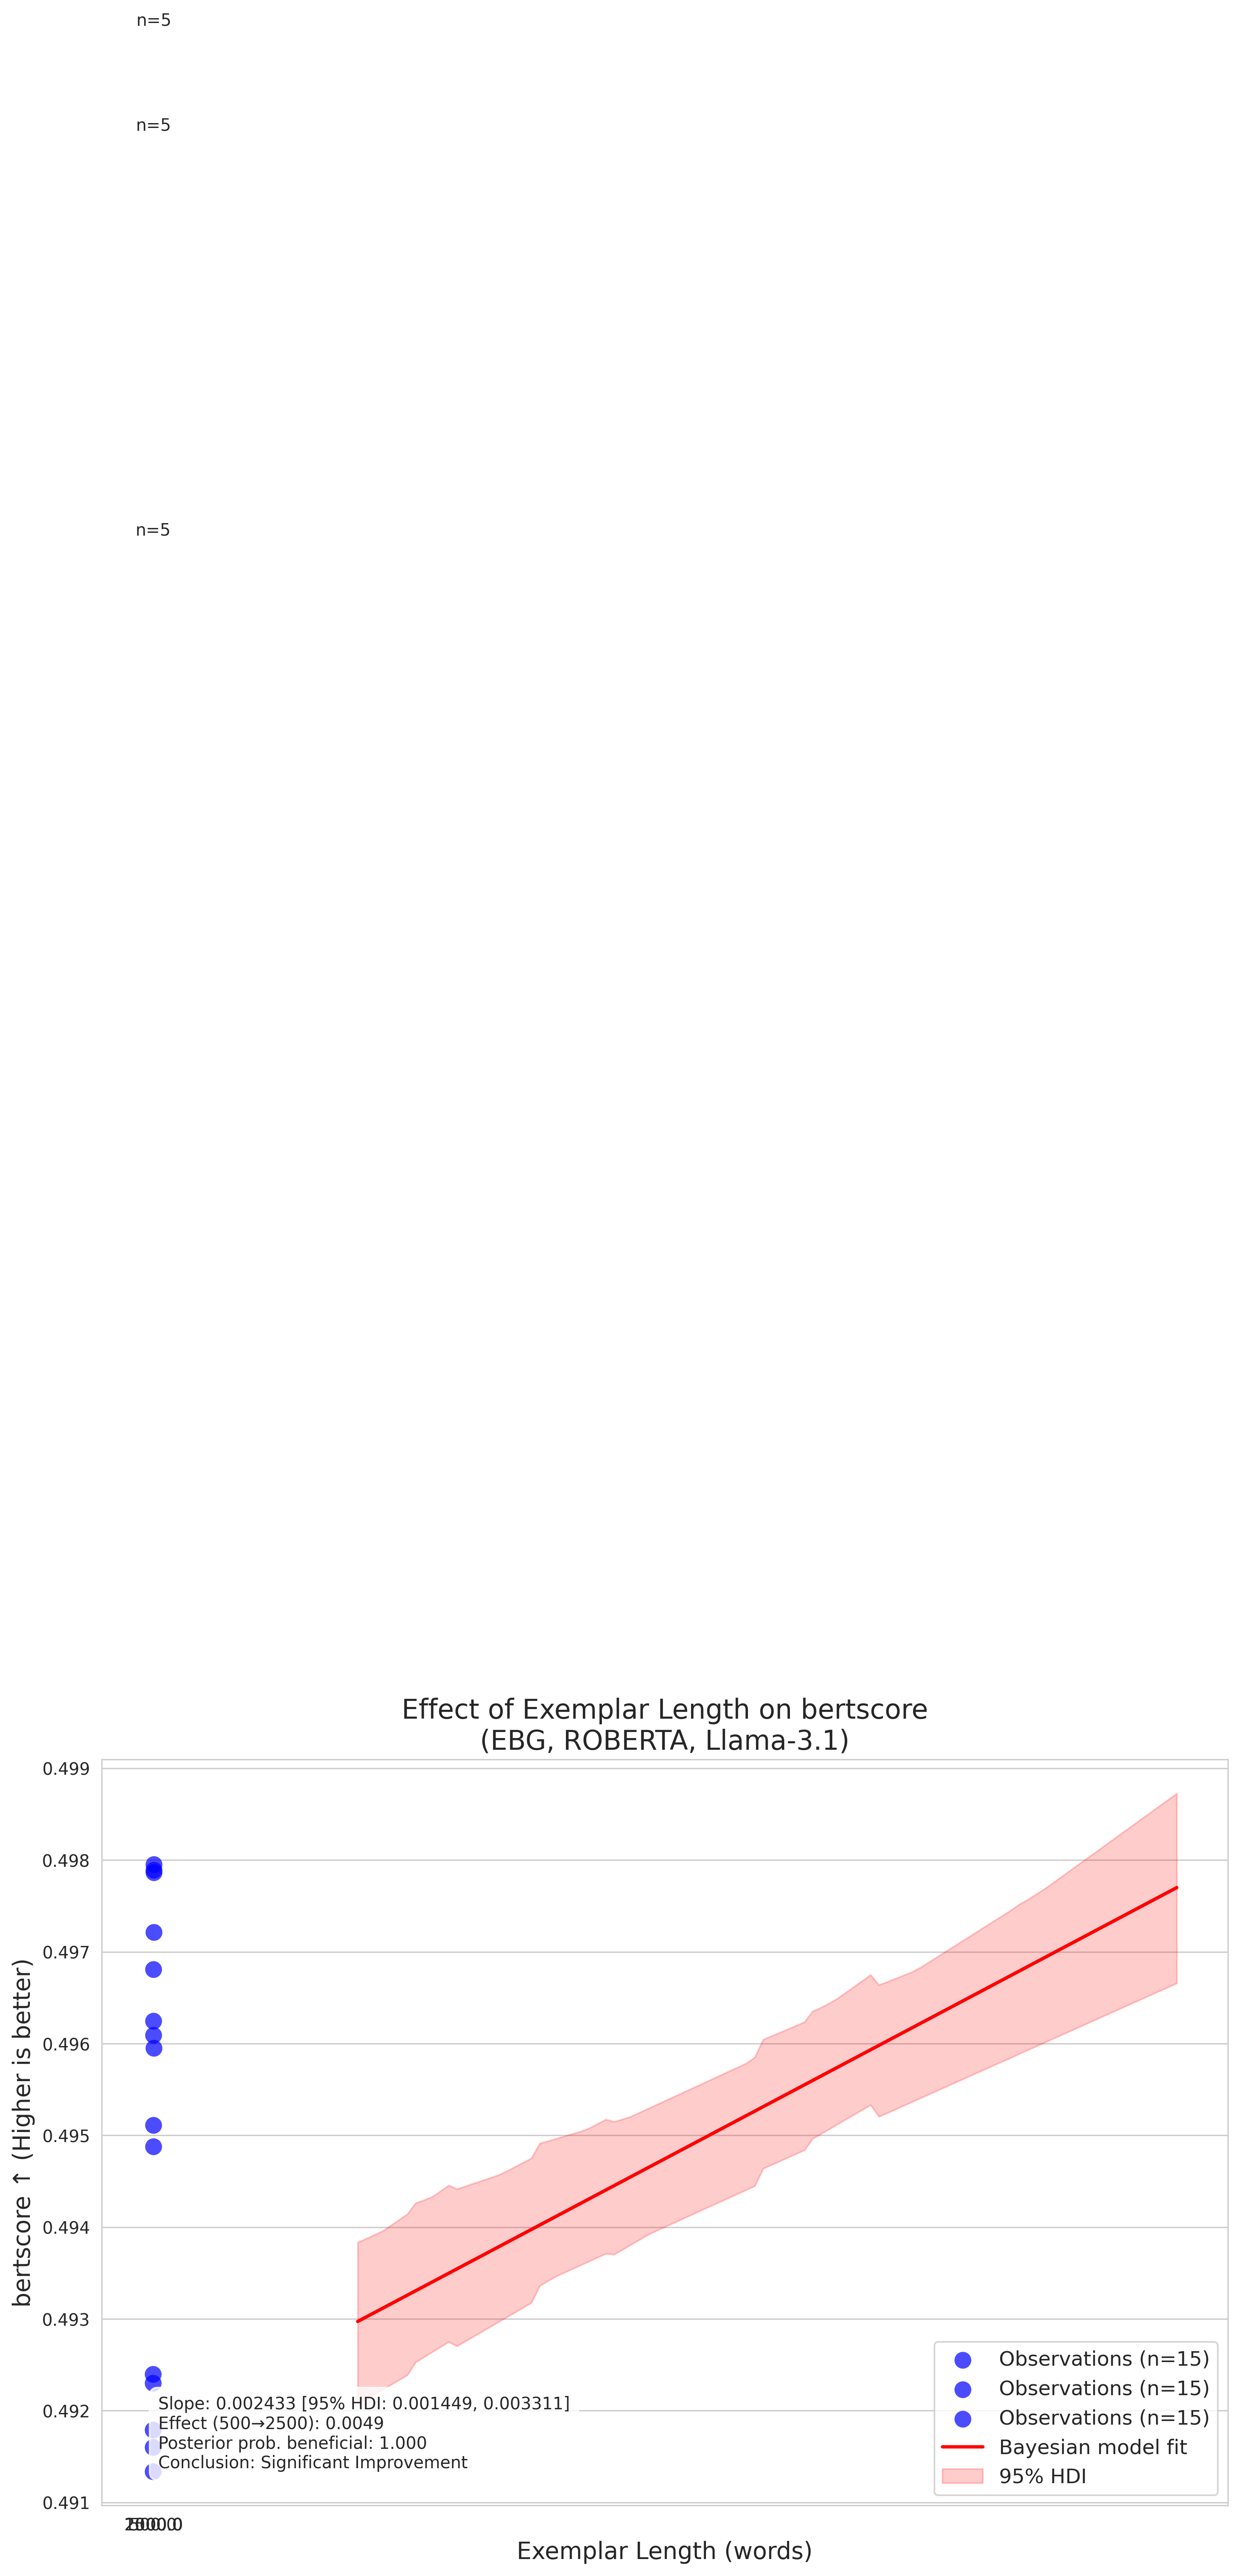 n=5
n=5
n=5
Effect of Exemplar Length on bertscore
(EBG, ROBERTA, Llama-3.1)
bertscore ↑ (Higher is better)
0.499
0.498
0.497
0.496
0.495
0.494
0.493
0.492
0.491
Slope: 0.002433 [95% HDI: 0.001449, 0.003311]
Effect (500→2500): 0.0049
Posterior prob. beneficial: 1.000
Conclusion: Significant Improvement
Observations (n=15)
Observations (n=15)
Observations (n=15)
Bayesian model fit
95% HDI
Exemplar Length (words)